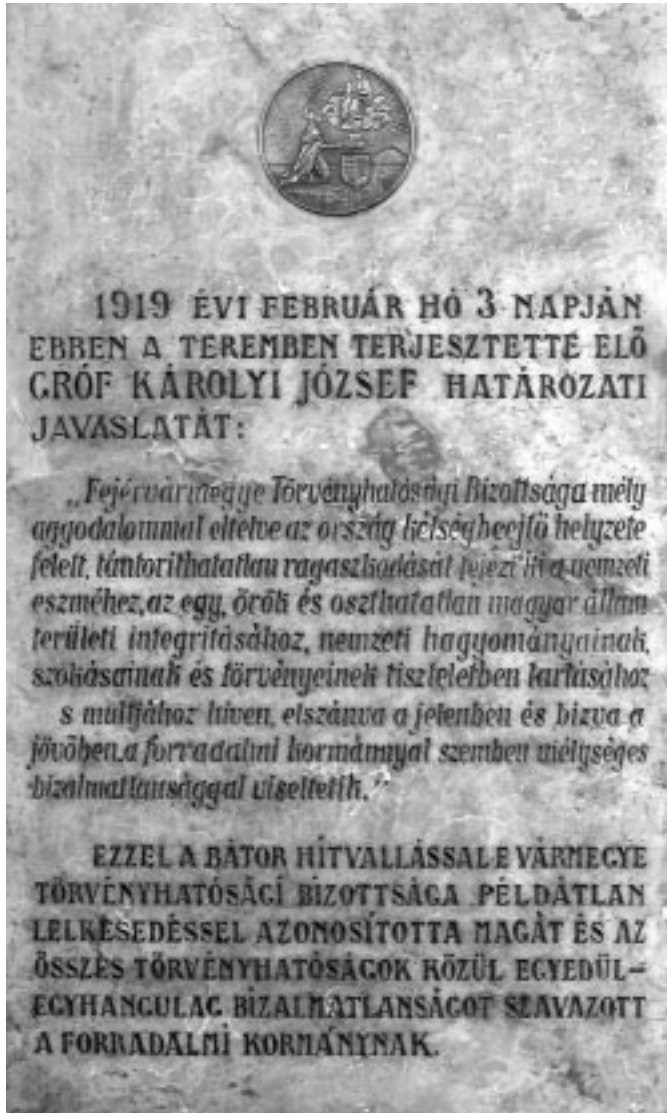 1919 ÉVI FEBRUÁR HÓ 3 NAPJÁN
EBBEN A TEREMBEN TERJESZTETTE ELŐ
GRÓF KÁROLYI JÓZSEF HATÁROZATI
JAVASLATÁT:
„Fejérvármegye Törvényhatósági Bizottsága mély
aggodalommal eltelve az ország kétségbeejtő helyzete
felett, tántoríthatatlan ragaszkodását fejezi ki a nemzeti
eszméhez, az egy, örök és oszthatatlan magyar állam
területi integritásához, nemzeti hagyományainak,
szokásainak és törvényeinek tiszteletben tartásához
s multjához híven, elszánva a jelenben és bízva a
jövőben, a forradalmi kormánnyal szemben mélységes
bizalmatlansággal viseltetik."
EZZEL A BÁTOR HITVALLÁSSAL E VÁRMEGYE
TÖRVÉNYHATÓSÁGI BIZOTTSÁGA PÉLDÁTLAN
LELKESEDÉSSEL AZONOSÍTOTTA MAGÁT ÉS AZ
ÖSSZES TÖRVÉNYHATÓSÁGOK KÖZÜL EGYEDÜL-
EGYHANGULAG BIZALMATLANSÁGOT SZAVAZOTT
A FORRADALMI KORMÁNYNAK.